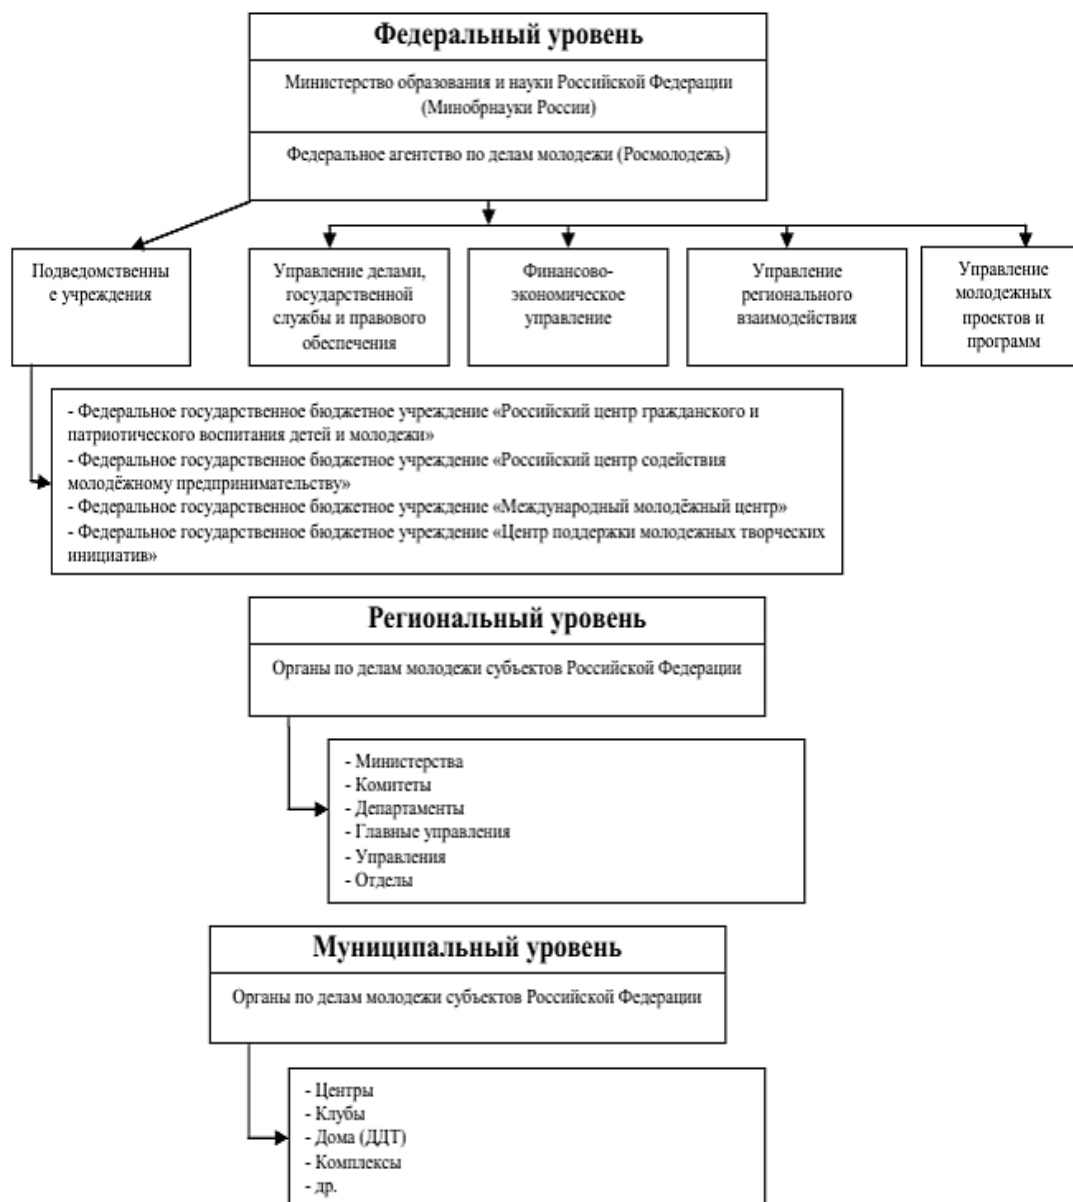 Федеральный уровень
Министерство образования и науки Российской Федерации
(Минобрнауки России)
Федеральное агентство по делам молодежи (Росмолодежь)
Подведомственны
е учреждения
Управление делами,
государственной
службы и правового
обеспечения
Финансово-
экономическое
управление
Управление
регионального
взаимодействия
Управление
молодежных
проектов и
программ
- Федеральное государственное бюджетное учреждение «Российский центр гражданского и
патриотического воспитания детей и молодежи»
- Федеральное государственное бюджетное учреждение «Российский центр содействия
молодёжному предпринимательству»
- Федеральное государственное бюджетное учреждение «Международный молодёжный центр»
- Федеральное государственное бюджетное учреждение «Центр поддержки молодежных творческих
инициатив»
Региональный уровень
Органы по делам молодежи субъектов Российской Федерации
- Министерства
- Комитеты
- Департаменты
- Главные управления
- Управления
- Отделы
Муниципальный уровень
Органы по делам молодежи субъектов Российской Федерации
- Центры
- Клубы
- Дома (ДДТ)
- Комплексы
- др.